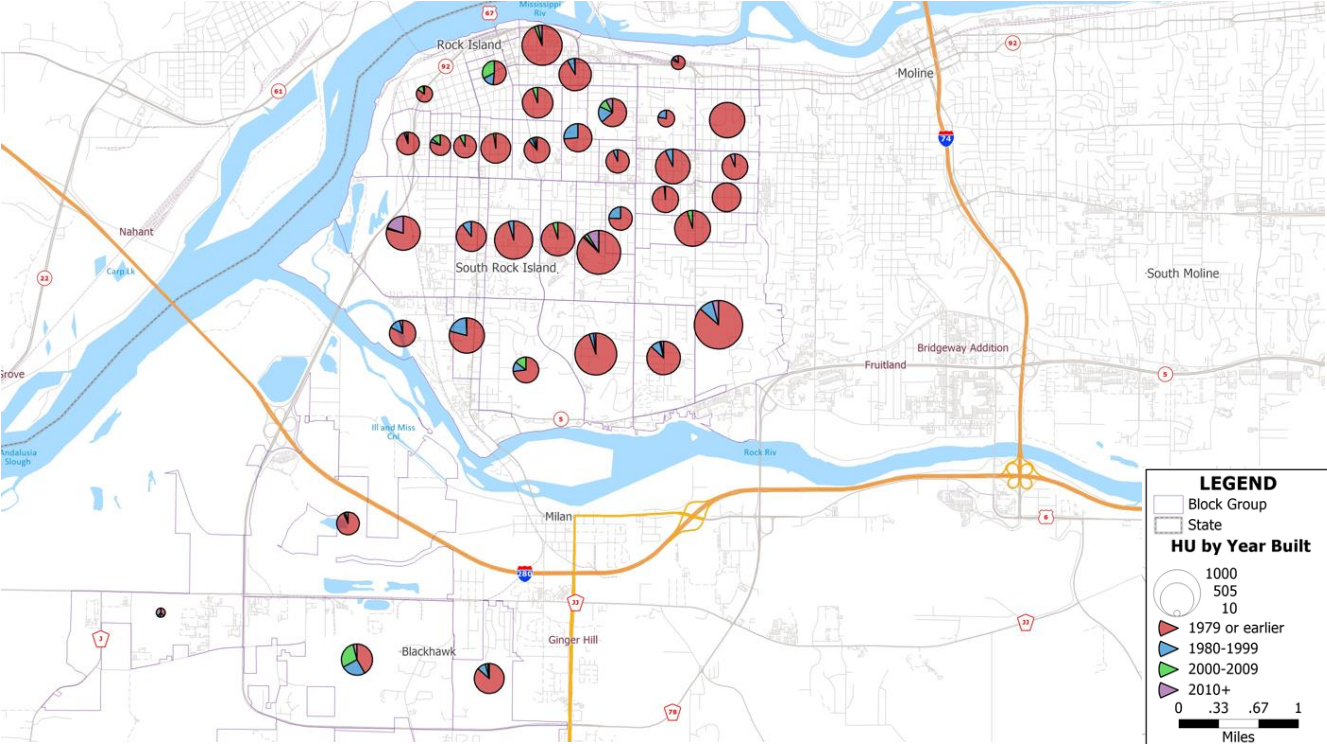 Mississippi
Riv
67
Rock Island
92
92
Moline
61
74
Nahant
Carp Lk
22
South Rock Island
South Moline
Bridgeway Addition
Fruitland
Grove
5
5
Ill and Miss
Cnl
Andalusia
Slough
Rock Riv
Milan
6
280
JJ
JJ
J
Ginger Hill
Blackhawk
78
LEGEND
Block Group
State
HU by Year Built
1000
505
10
1979 or earlier
1980-1999
2000-2009
2010+
0 .33 .67 1
Miles